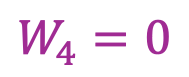 W₄ = 0